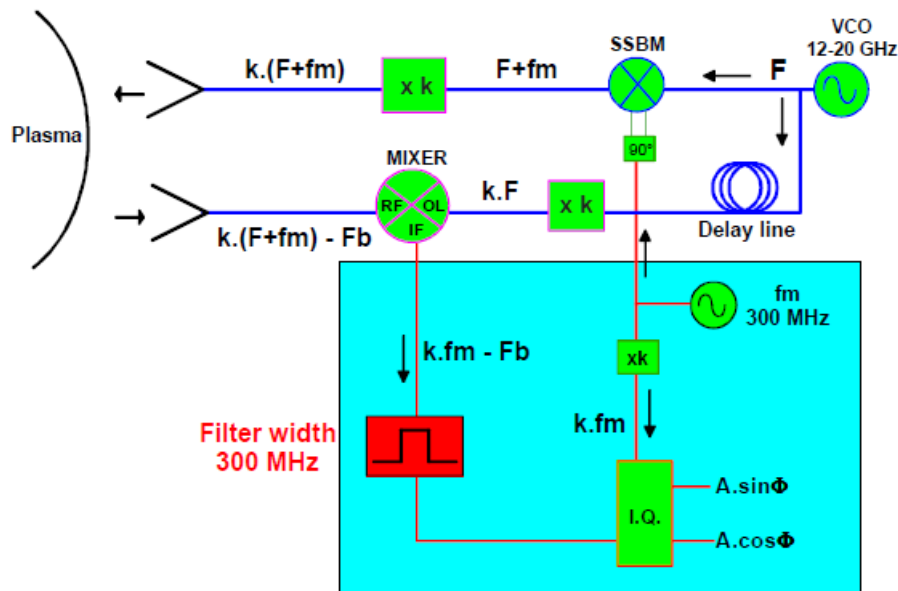 VCO
12-20 GHz
SSBM
k.(F+fm)
F+fm
F
x k
Plasma
90°
MIXER
RF
OL
IF
k.F
x k
Delay line
k.(F+fm) - Fb
fm
300 MHz
k.fm - Fb
xk
k.fm
Filter width
300 MHz
I.Q.
A.sinΦ
A.cosΦ